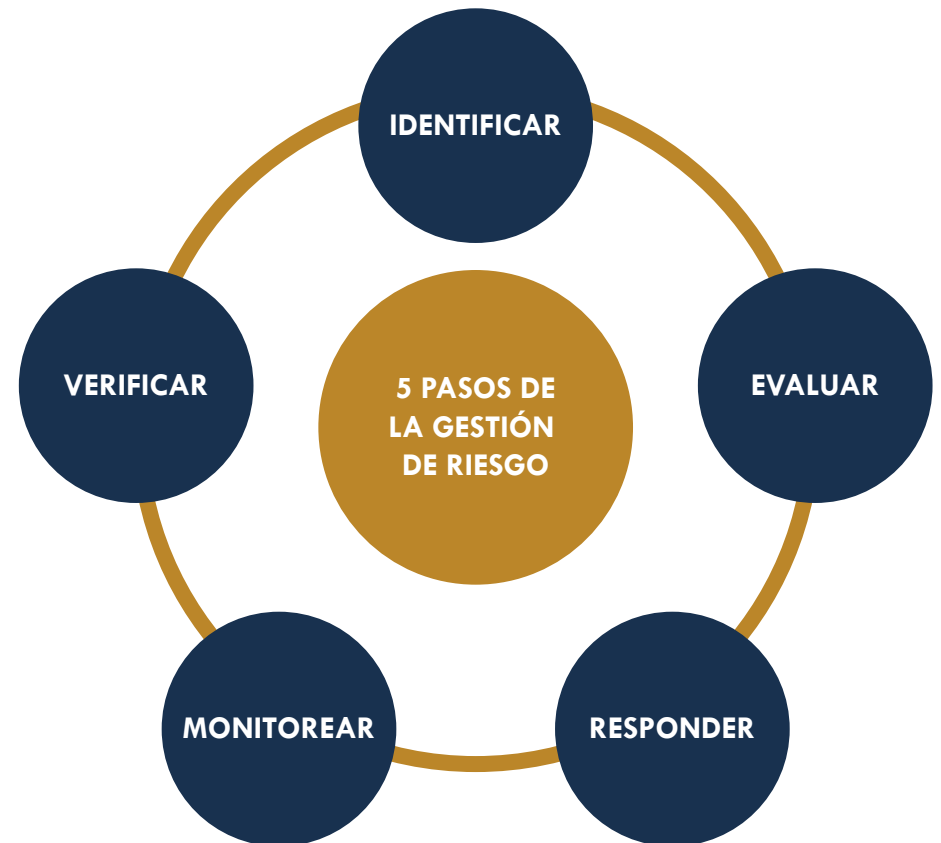 IDENTIFICAR
EVALUAR
RESPONDER
MONITOREAR
VERIFICAR
5 PASOS DE
LA GESTIÓN
DE RIESGO